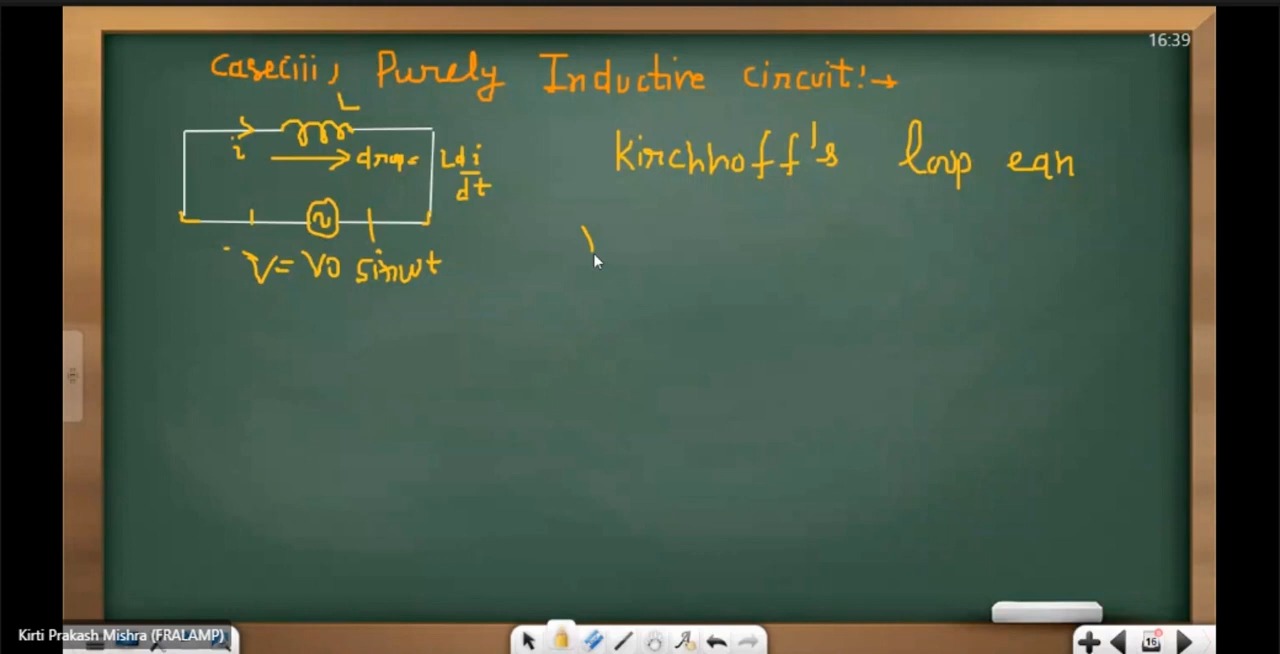 16:39
Case(iii) Purely Inductive circuit:→
L
i
drop = L di/dt
V = V0 sinωt
Kirchhoff's loop eqn
Kirti Prakash Mishra (FRALAMP)
16